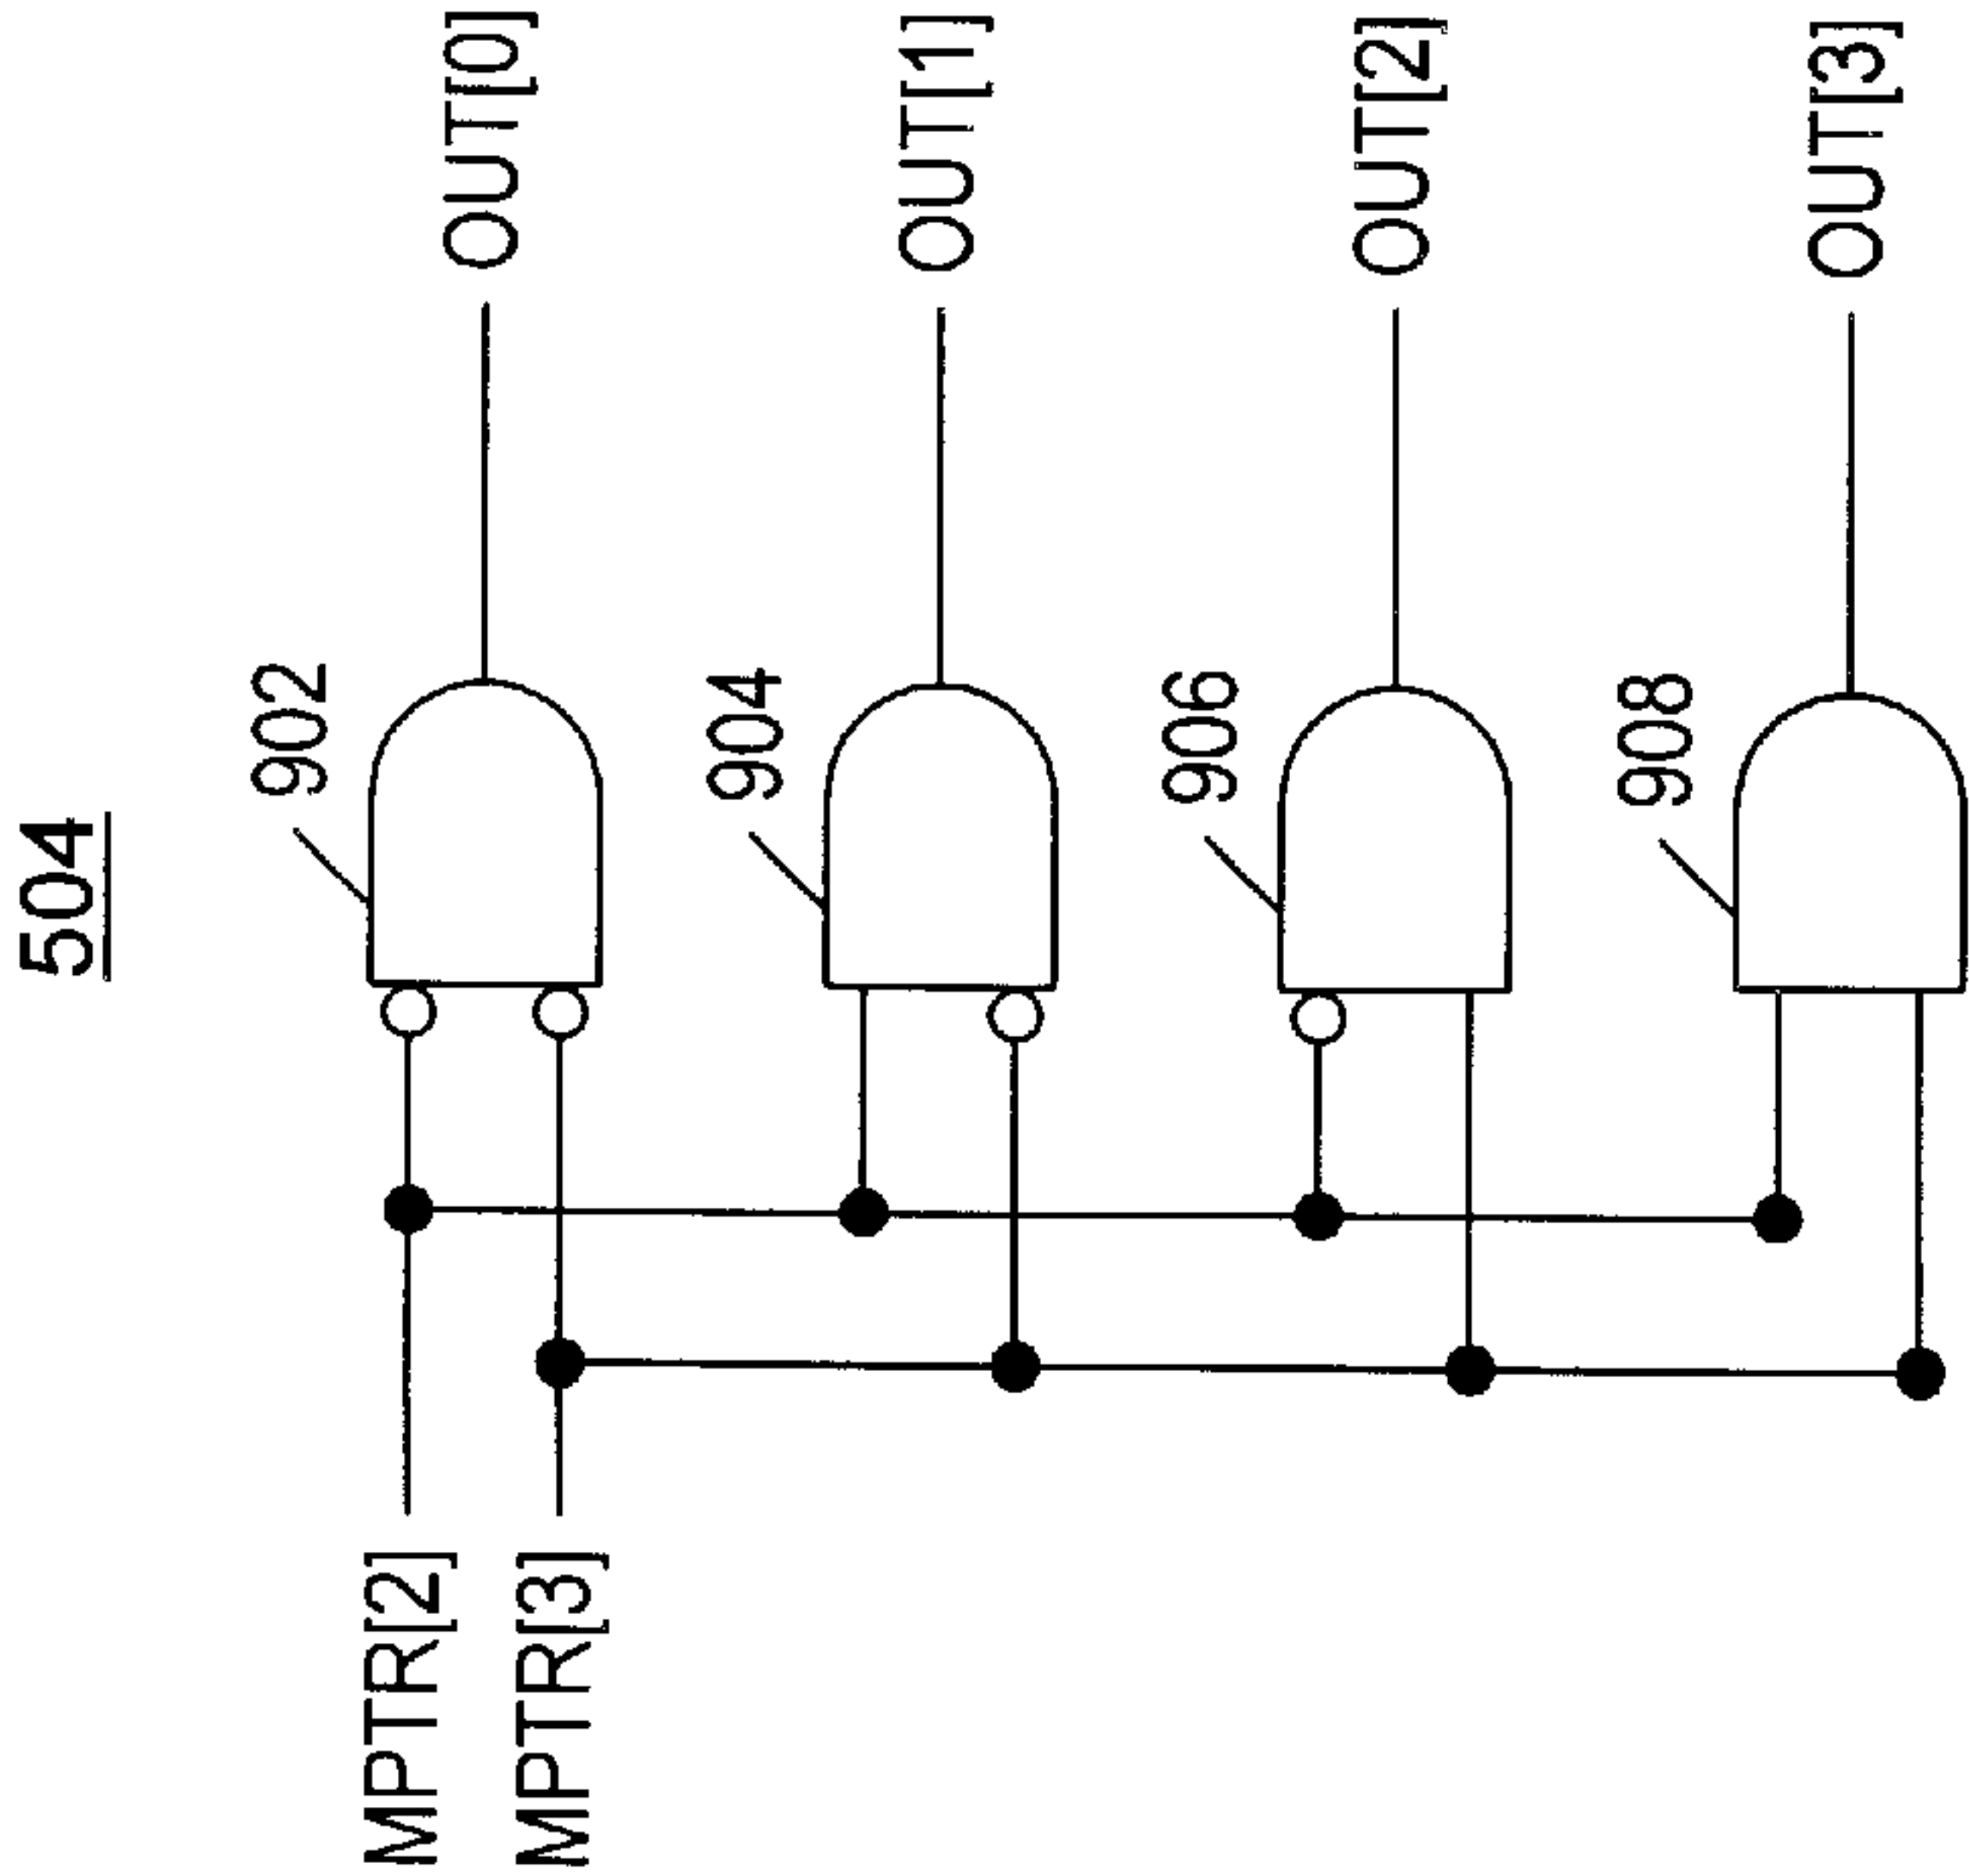 504
902
OUT[0]
904
OUT[1]
906
OUT[2]
908
OUT[3]
MPTR[2]
MPTR[3]